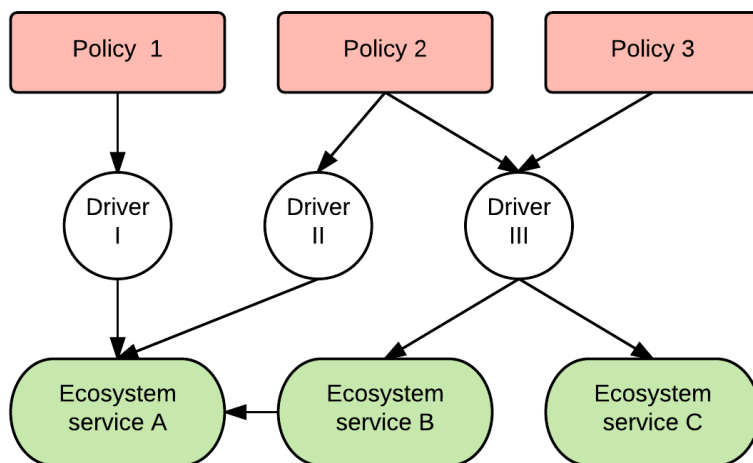 Policy 1
Policy 2
Policy 3
Driver
I
Driver
II
Driver
III
Ecosystem
service A
Ecosystem
service B
Ecosystem
service C